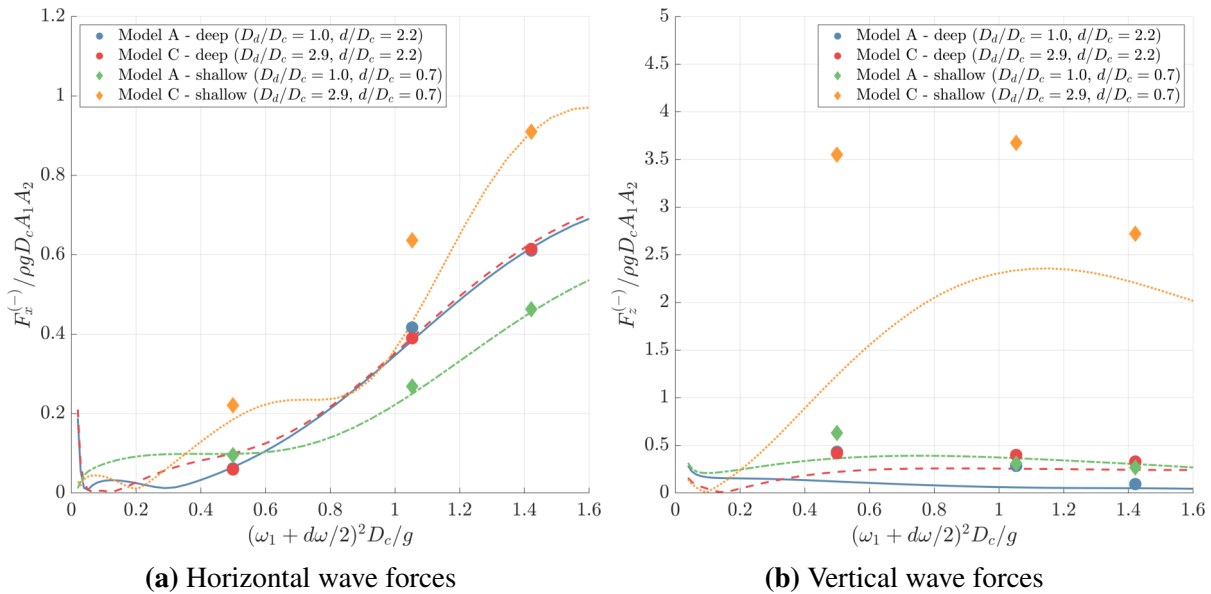 1.2
1
0.8
0.6
0.4
0.2
0
Model A - deep (D_d/D_c = 1.0, d/D_c = 2.2)
Model C - deep (D_d/D_c = 2.9, d/D_c = 2.2)
Model A - shallow (D_d/D_c = 1.0, d/D_c = 0.7)
Model C - shallow (D_d/D_c = 2.9, d/D_c = 0.7)
F_x^{(-)}/ρgD_cA_1A_2
0 0.2 0.4 0.6 0.8 1 1.2 1.4 1.6
(ω_1 + dω/2)^2D_c/g
(a) Horizontal wave forces
5
4.5
4
3.5
3
2.5
2
1.5
1
0.5
0
Model A - deep (D_d/D_c = 1.0, d/D_c = 2.2)
Model C - deep (D_d/D_c = 2.9, d/D_c = 2.2)
Model A - shallow (D_d/D_c = 1.0, d/D_c = 0.7)
Model C - shallow (D_d/D_c = 2.9, d/D_c = 0.7)
F_z^{(-)}/ρgD_cA_1A_2
0 0.2 0.4 0.6 0.8 1 1.2 1.4 1.6
(ω_1 + dω/2)^2D_c/g
(b) Vertical wave forces